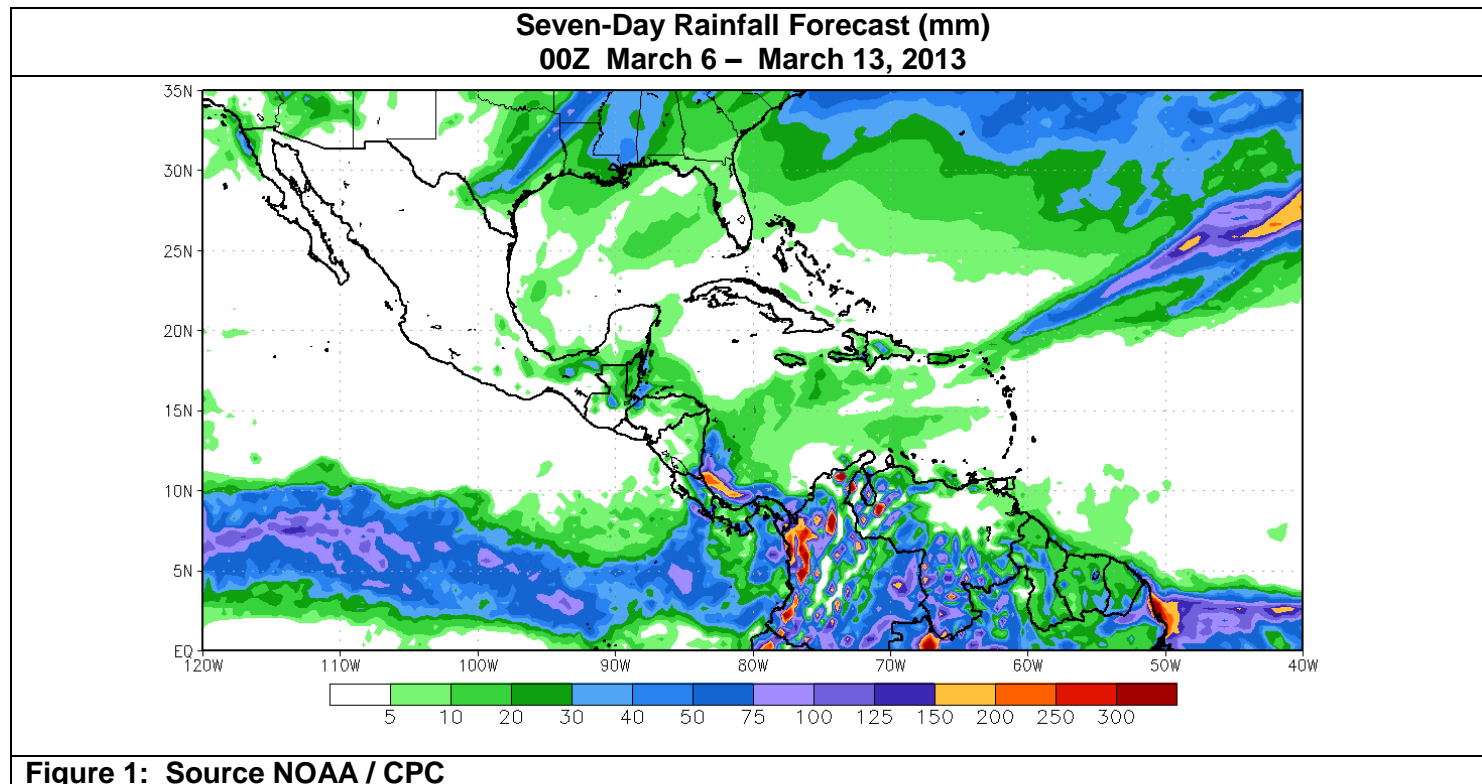 Seven-Day Rainfall Forecast (mm)
00Z March 6 – March 13, 2013
35N
30N
25N
20N
15N
10N
5N
EQ
120W 110W 100W 90W 80W 70W 60W 50W 40W
5 10 20 30 40 50 75 100 125 150 200 250 300
Figure 1: Source NOAA / CPC